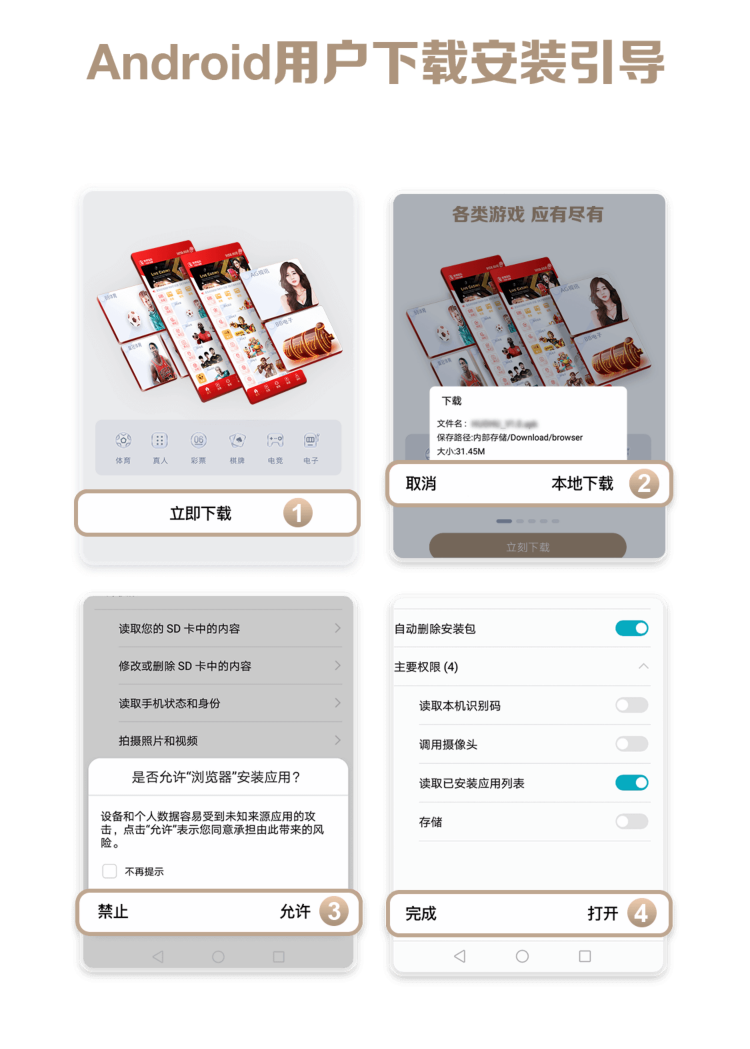 Android用户下载安装引导
体育
真人
彩票
棋牌
电竞
电子
立即下载
1
各类游戏 应有尽有
下载
文件名：
保存路径:内部存储/Download/browser
大小:31.45M
取消
本地下载
2
立刻下载
读取您的 SD 卡中的内容
修改或删除 SD 卡中的内容
读取手机状态和身份
拍摄照片和视频
是否允许“浏览器”安装应用？
设备和个人数据容易受到未知来源应用的攻
击，点击“允许”表示您同意承担由此带来的风
险。
不再提示
禁止
允许
3
自动删除安装包
主要权限 (4)
读取本机识别码
调用摄像头
读取已安装应用列表
存储
完成
打开
4